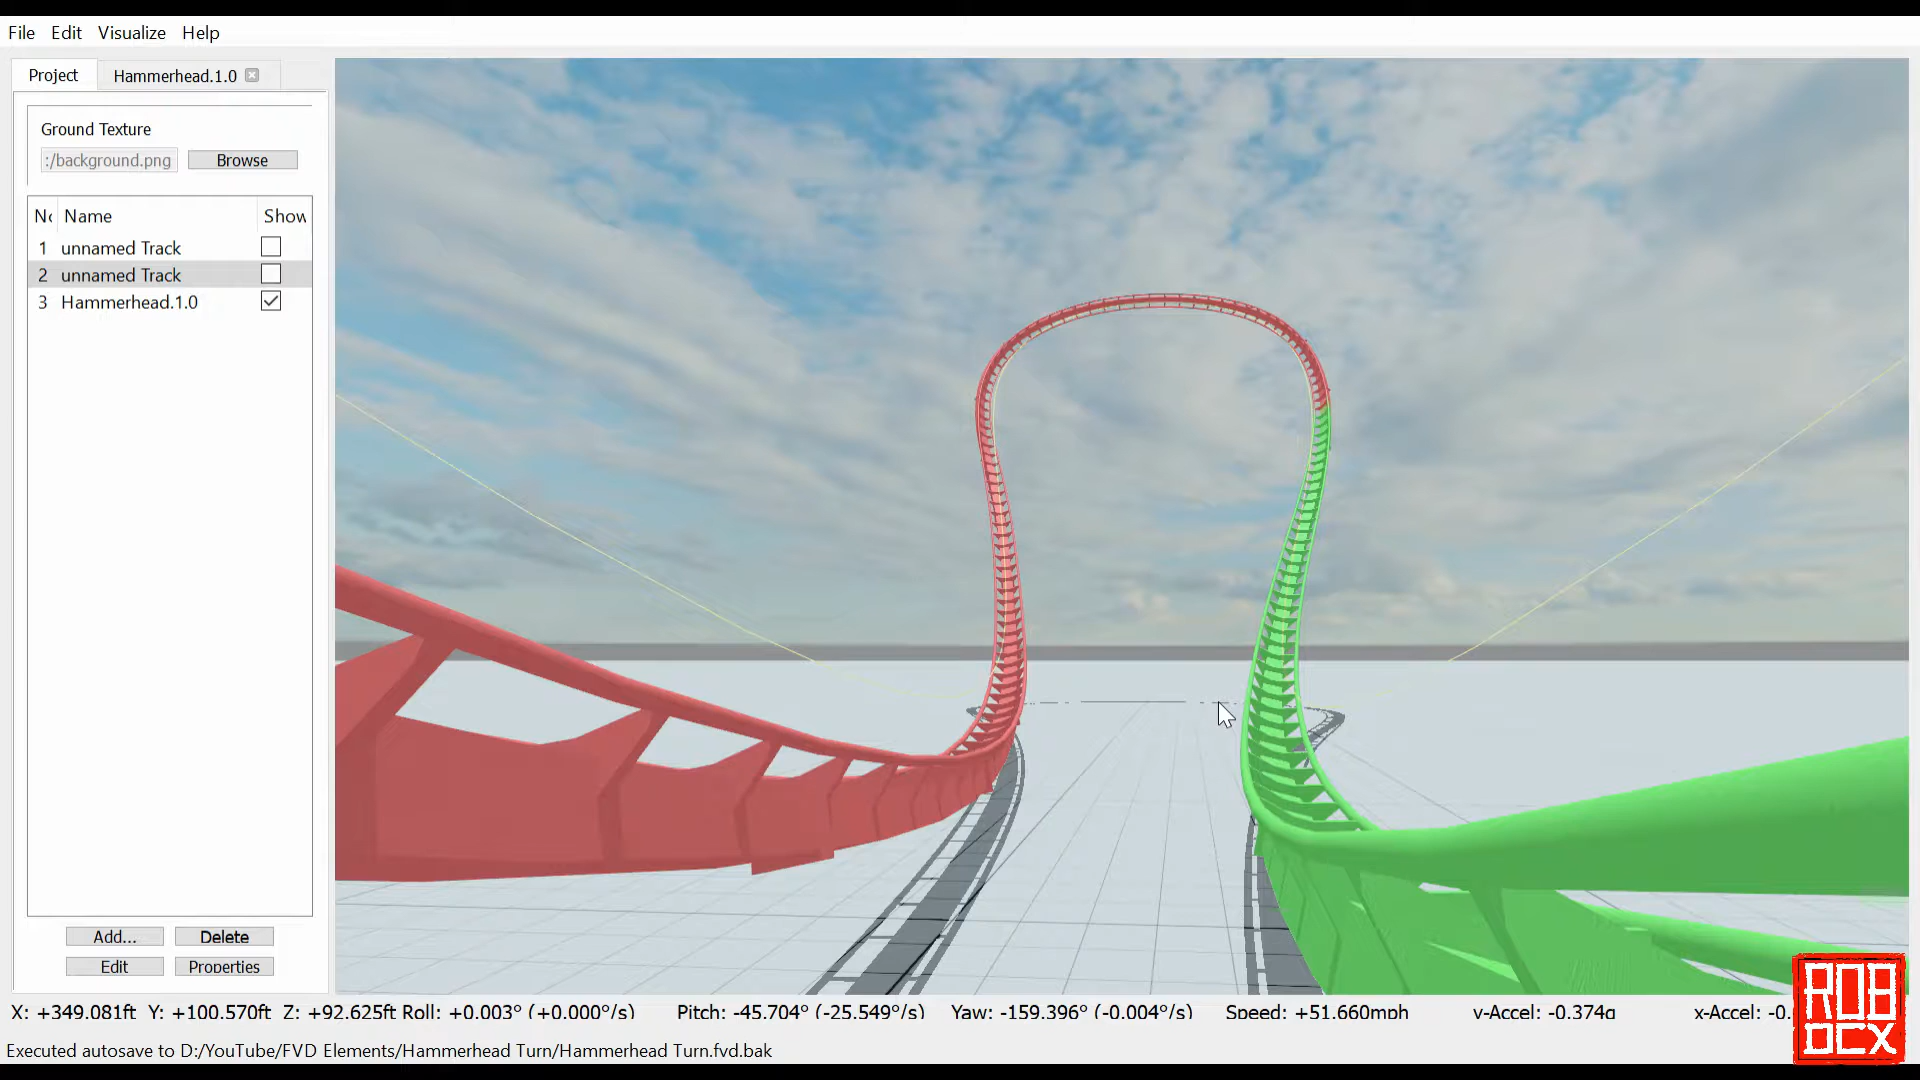 File Edit Visualize Help
Project Hammerhead.1.0
Ground Texture
:/background.png Browse
Name Show
1 unnamed Track
2 unnamed Track
3 Hammerhead.1.0
Add... Delete
Edit Properties
X: +349.081ft Y: +100.570ft Z: +92.625ft Roll: +0.003° (+0.000°/s) Pitch: -45.704° (-25.549°/s) Yaw: -159.396° (-0.004°/s) Speed: +51.660mph y-Accel: -0.374g x-Accel: -0.
Executed autosave to D:/YouTube/FVD Elements/Hammerhead Turn/Hammerhead Turn.fvd.bak
ROB
OCX